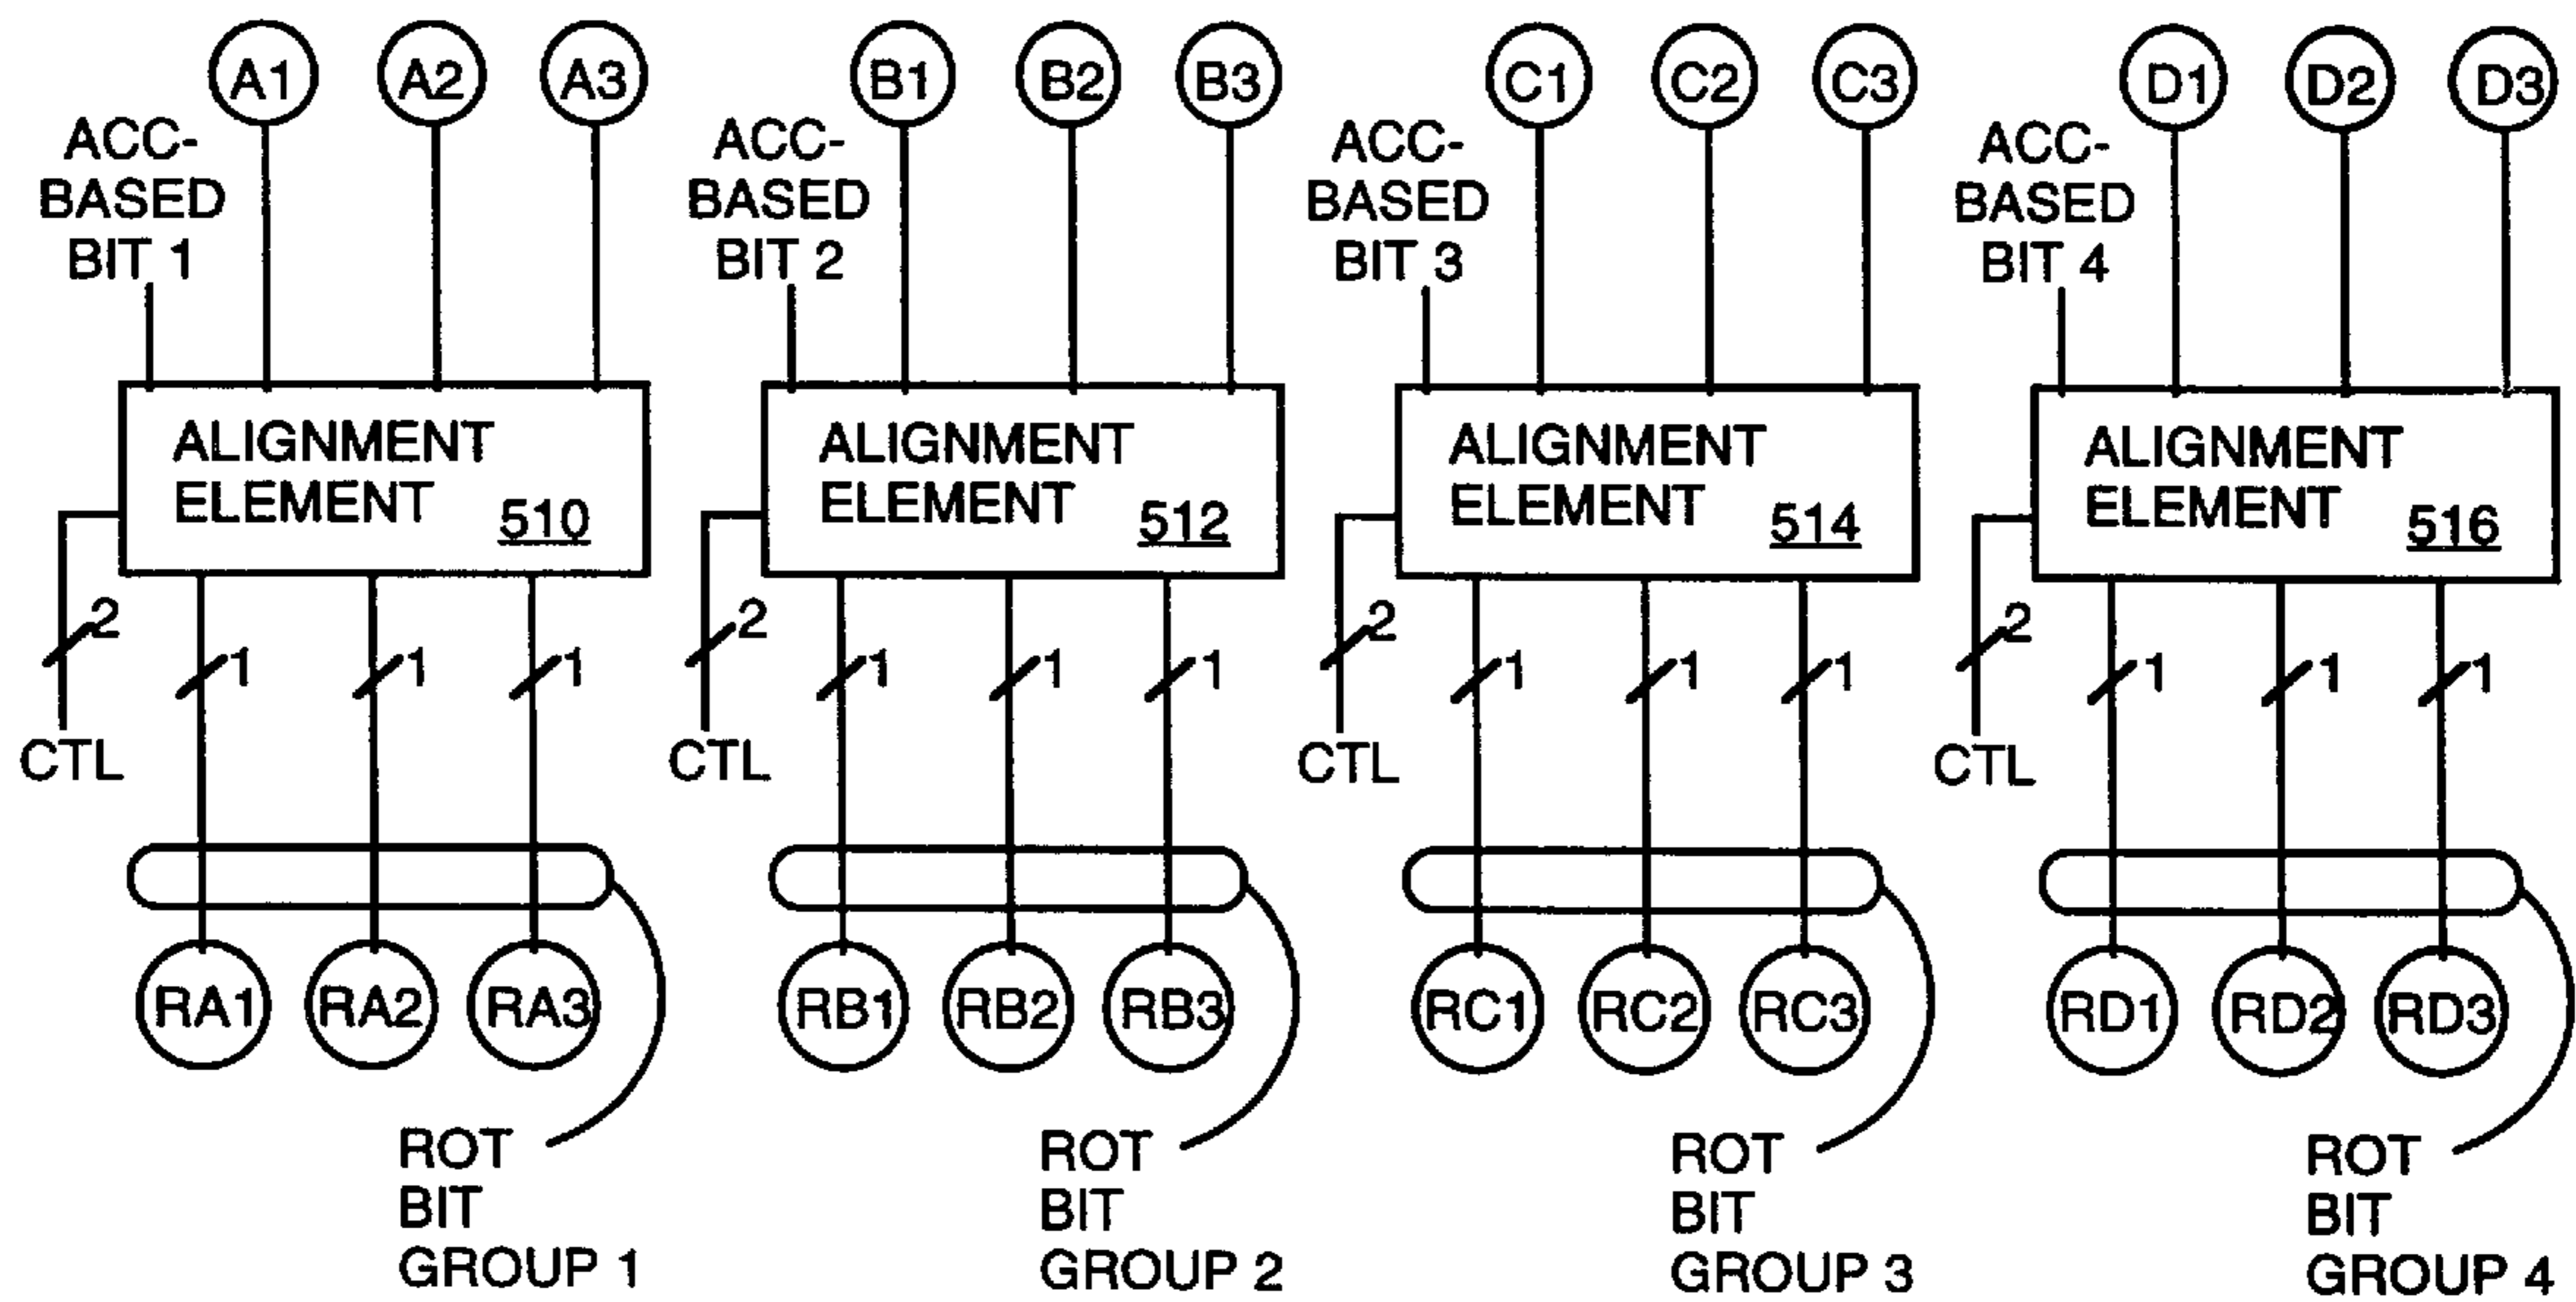 A1 A2 A3 B1 B2 B3 C1 C2 C3 D1 D2 D3
ACC-
BASED
BIT 1
ACC-
BASED
BIT 2
ACC-
BASED
BIT 3
ACC-
BASED
BIT 4
ALIGNMENT
ELEMENT 510
ALIGNMENT
ELEMENT 512
ALIGNMENT
ELEMENT 514
ALIGNMENT
ELEMENT 516
2 1 1 1 2 1 1 1 2 1 1 1 2 1 1 1
CTL CTL CTL CTL
RA1 RA2 RA3 RB1 RB2 RB3 RC1 RC2 RC3 RD1 RD2 RD3
ROT
BIT
GROUP 1
ROT
BIT
GROUP 2
ROT
BIT
GROUP 3
ROT
BIT
GROUP 4